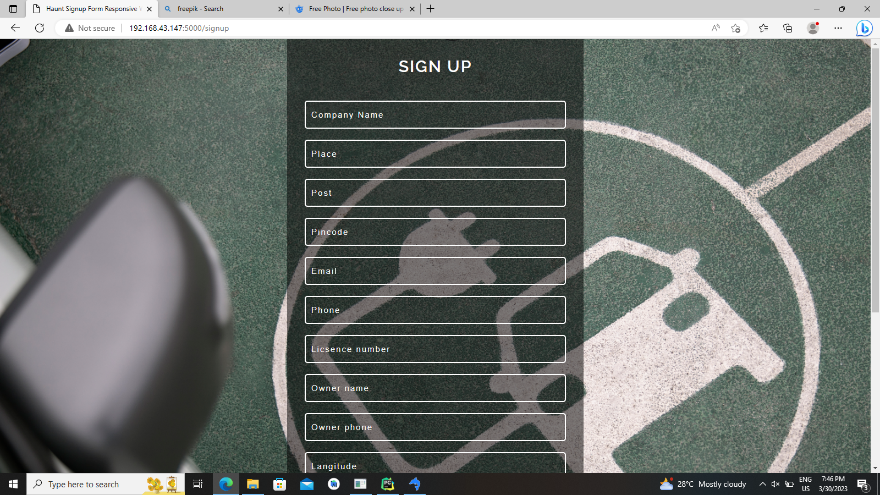 Haunt Signup Form Responsive
freepik - Search
Free Photo | Free photo close up
Not secure
192.168.43.147:5000/signup
SIGN UP
Company Name
Place
Post
Pincode
Email
Phone
Licsence number
Owner name
Owner phone
Langitude
Type here to search
28°C Mostly cloudy
ENG
US
7:46 PM
3/30/2023
3